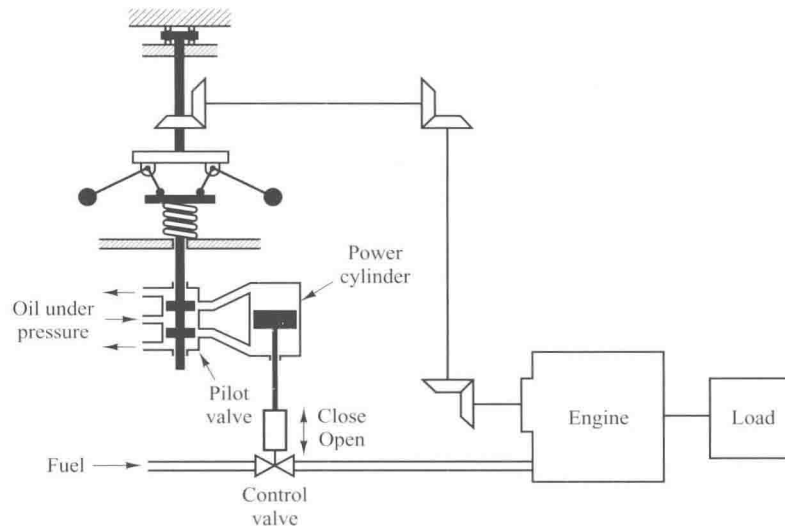 Power
cylinder
Oil under
pressure
Pilot
valve
Close
Open
Engine
Load
Fuel
Control
valve